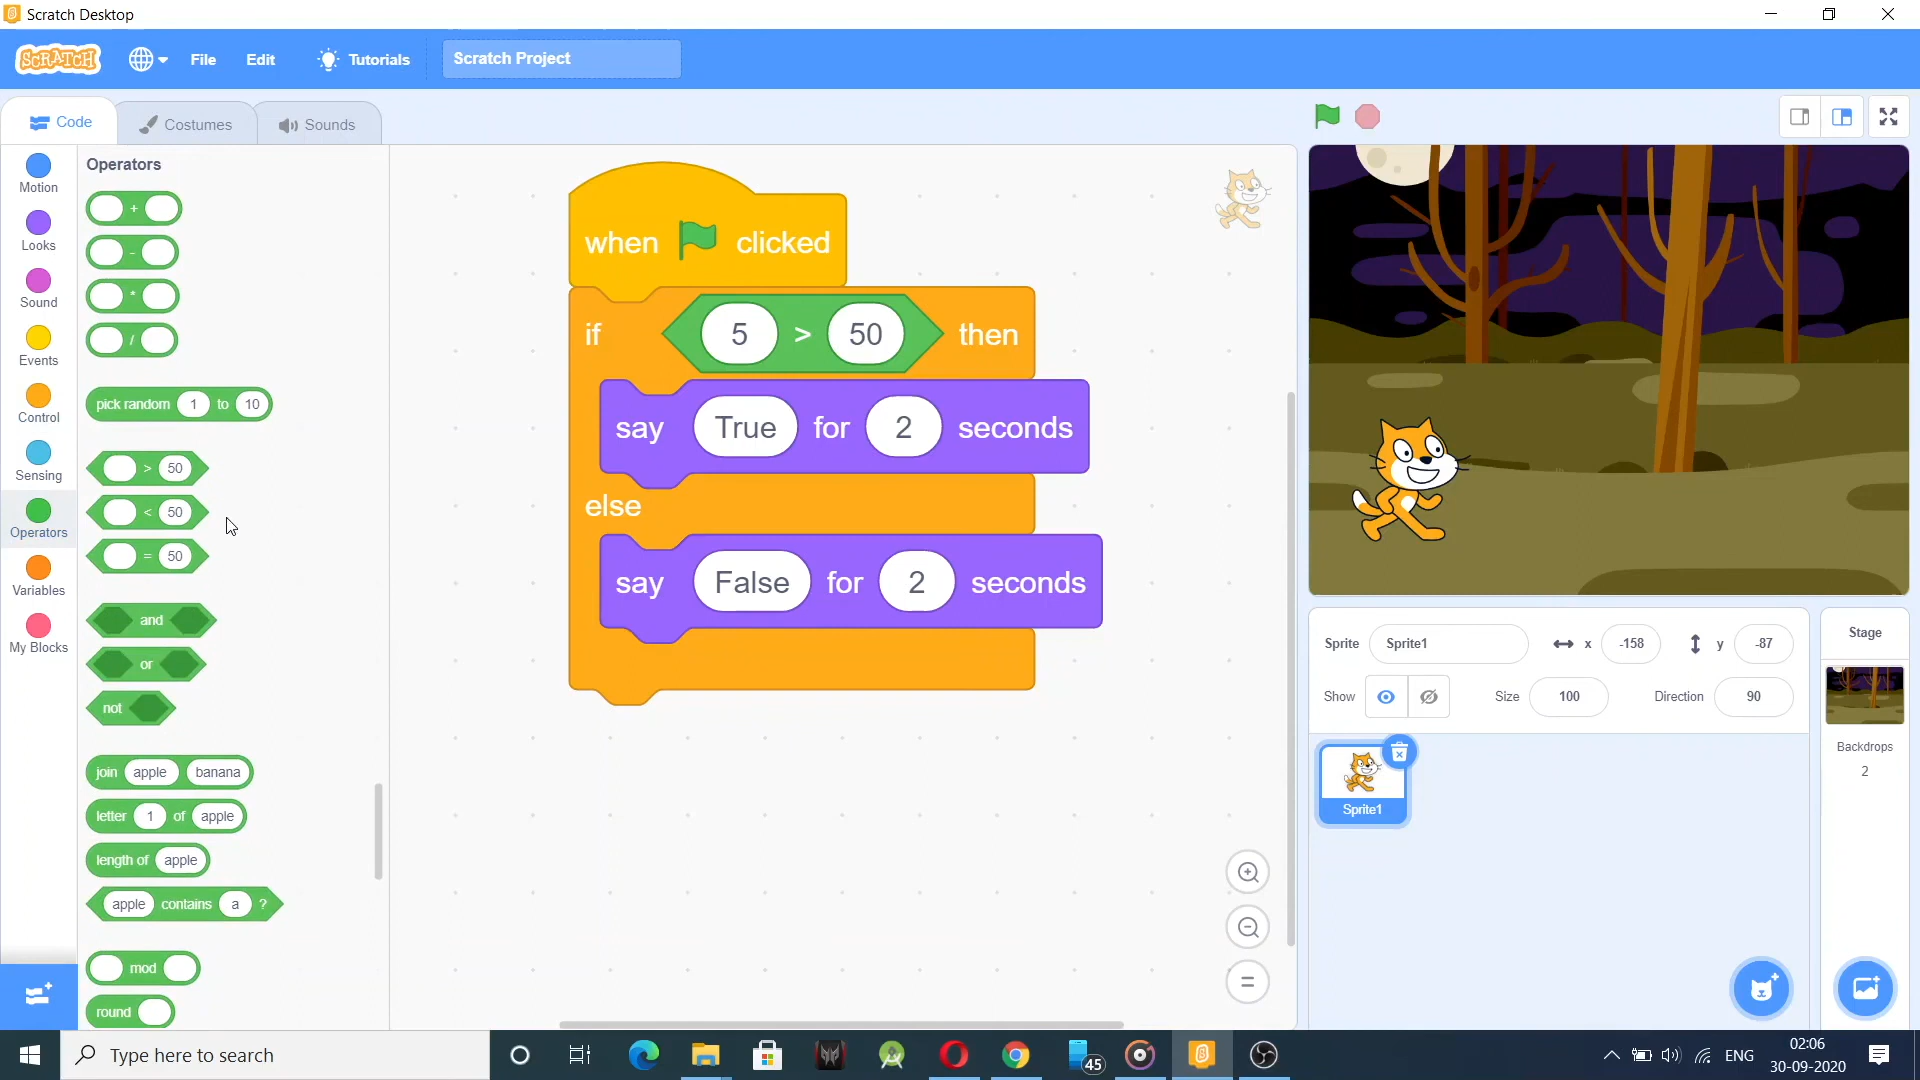 Scratch Desktop
SCRATCH File Edit Tutorials Scratch Project
Code Costumes Sounds
Motion
Looks
Sound
Events
Control
Sensing
Operators
Variables
My Blocks
Operators
+
-
*
/
pick random 1 to 10
> 50
< 50
= 50
and
or
not
join apple banana
letter 1 of apple
length of apple
apple contains a ?
mod
round
when clicked
if 5 > 50 then
say True for 2 seconds
else
say False for 2 seconds
Sprite Sprite1 x -158 y -87
Show Size 100 Direction 90
Sprite1
Stage
Backdrops
2
Type here to search
45
ENG
02:06
30-09-2020